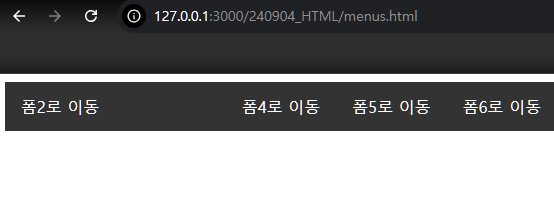 127.0.0.1:3000/240904_HTML/menus.html
폼2로 이동 폼4로 이동 폼5로 이동 폼6로 이동